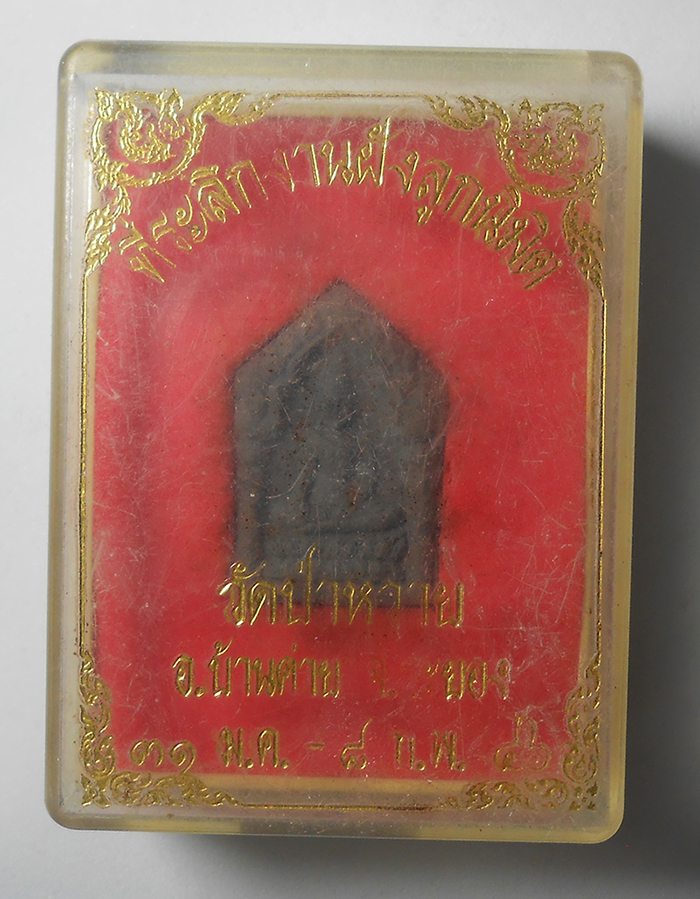 ที่ระลึกงานฝังลูกนิมิต
วัดป่าหวาย
อ.บ้านค่าย จ.ระยอง
๓๑ ม.ค. - ๘ ก.พ.